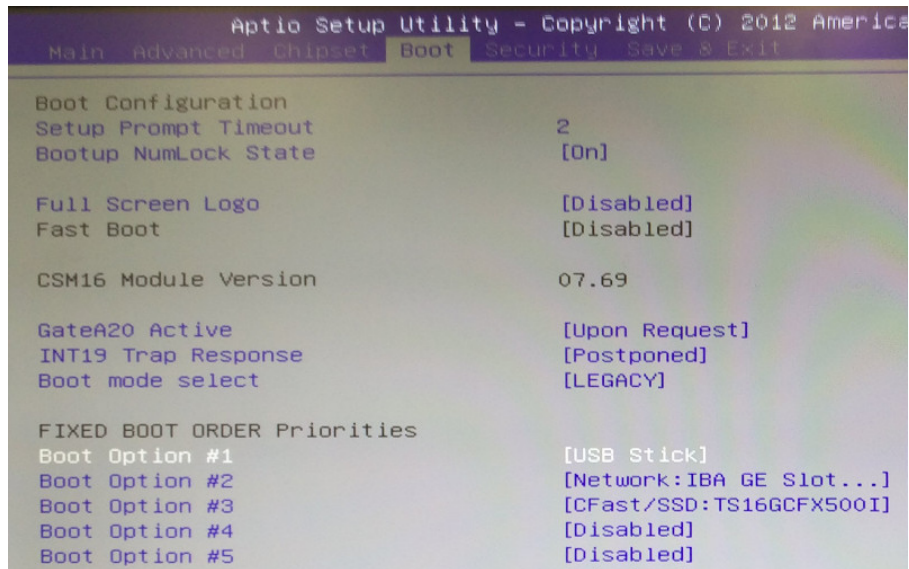 Aptio Setup Utility - Copyright (C) 2012 America
Main Advanced Chipset Boot Security Save & Exit
Boot Configuration
Setup Prompt Timeout 2
Bootup NumLock State [On]
Full Screen Logo [Disabled]
Fast Boot [Disabled]
CSM16 Module Version 07.69
GateA20 Active [Upon Request]
INT19 Trap Response [Postponed]
Boot mode select [LEGACY]
FIXED BOOT ORDER Priorities
Boot Option #1 [USB Stick]
Boot Option #2 [Network:IBA GE Slot...]
Boot Option #3 [CFast/SSD:TS16GCFX500I]
Boot Option #4 [Disabled]
Boot Option #5 [Disabled]